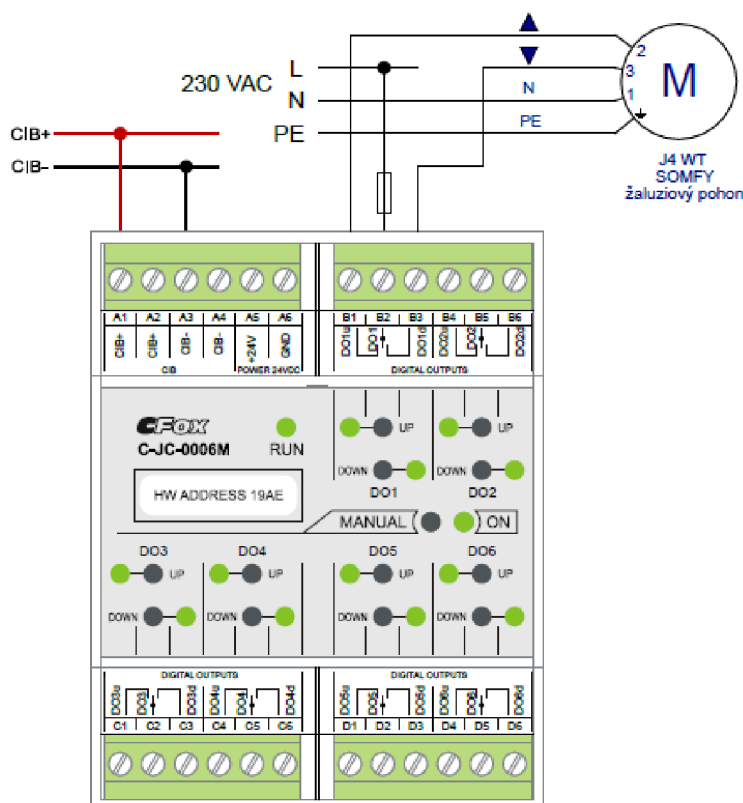 230 VAC
L
N
PE
CIB+
CIB–
N
PE
2
3
1
M
J4 WT
SOMFY
žaluziový pohon
A1 A2 A3 A4 A5 A6
CIB+ CIB+ CIB- CIB- +24V GND
CIB POWER 24VDC
B1 B2 B3 B4 B5 B6
DO1u DO1 DO1d DO2u DO2 DO2d
DIGITAL OUTPUTS
CFox
C-JC-0006M
RUN
HW ADDRESS 19AE
UP
DOWN
DO1
UP
DOWN
DO2
MANUAL ON
DO3
UP
DOWN
DO4
UP
DOWN
DO5
UP
DOWN
DO6
UP
DOWN
DIGITAL OUTPUTS
DO3u DO3 DO3d DO4u DO4 DO4d
C1 C2 C3 C4 C5 C6
DIGITAL OUTPUTS
DO5u DO5 DO5d DO6u DO6 DO6d
D1 D2 D3 D4 D5 D6